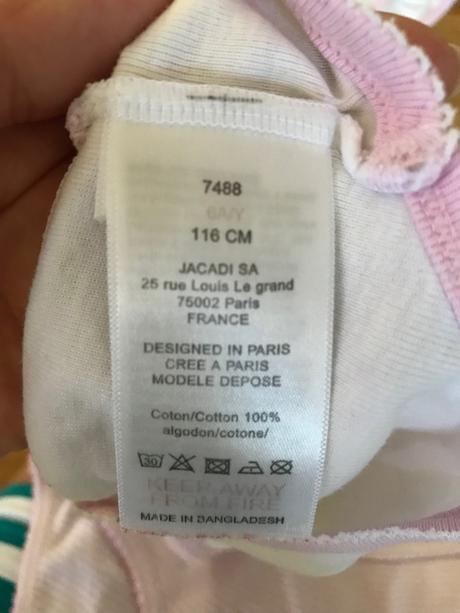 7488
6A/Y
116 CM
JACADI SA
25 rue Louis Le grand
75002 Paris
FRANCE
DESIGNED IN PARIS
CREE A PARIS
MODELE DEPOSE
Coton/Cotton 100%
algodon/cotone/
30
KEEP AWAY
FROM FIRE
MADE IN BANGLADESH